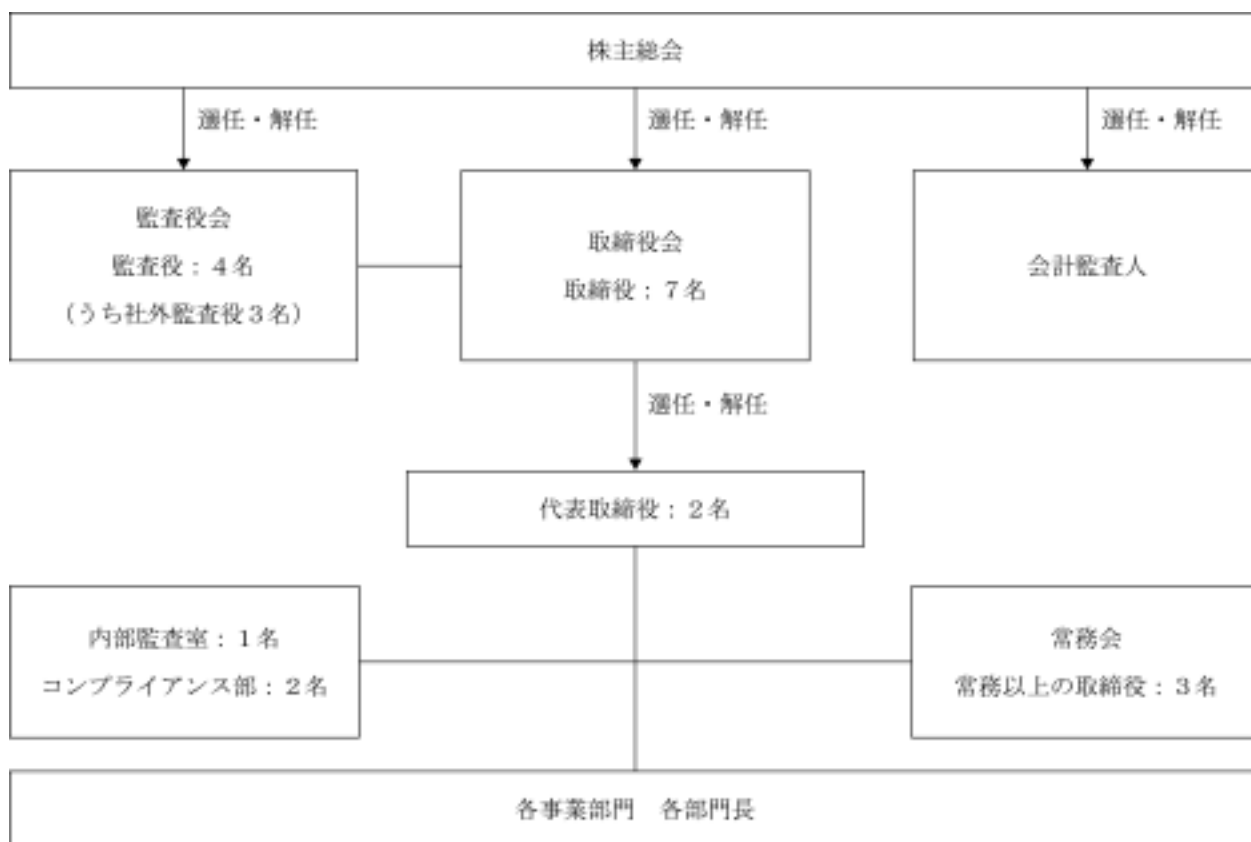 株主総会
選任・解任
選任・解任
選任・解任
監査役会
監査役：４名
（うち社外監査役３名）
取締役会
取締役：７名
会計監査人
選任・解任
代表取締役：２名
内部監査室：１名
コンプライアンス部：２名
常務会
常務以上の取締役：３名
各事業部門　各部門長